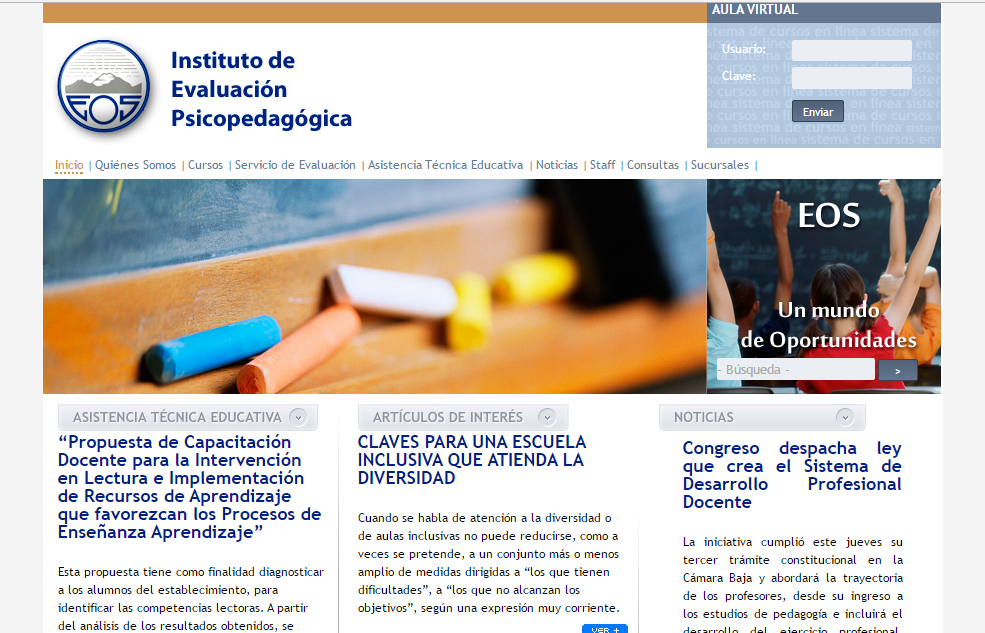 AULA VIRTUAL
Usuario:
Clave:
Enviar
EOS
Instituto de
Evaluación
Psicopedagógica
Inicio | Quiénes Somos | Cursos | Servicio de Evaluación | Asistencia Técnica Educativa | Noticias | Staff | Consultas | Sucursales |
EOS
Un mundo
de Oportunidades
- Búsqueda -
>
ASISTENCIA TÉCNICA EDUCATIVA
“Propuesta de Capacitación
Docente para la Intervención
en Lectura e Implementación
de Recursos de Aprendizaje
que favorezcan los Procesos de
Enseñanza Aprendizaje”
Esta propuesta tiene como finalidad diagnosticar
a los alumnos del establecimiento, para
identificar las competencias lectoras. A partir
del análisis de los resultados obtenidos, se
ARTÍCULOS DE INTERÉS
CLAVES PARA UNA ESCUELA
INCLUSIVA QUE ATIENDA LA
DIVERSIDAD
Cuando se habla de atención a la diversidad o
de aulas inclusivas no puede reducirse, como a
veces se pretende, a un conjunto más o menos
amplio de medidas dirigidas a “los que tienen
dificultades”, a “los que no alcanzan los
objetivos”, según una expresión muy corriente.
VER +
NOTICIAS
Congreso despacha ley
que crea el Sistema de
Desarrollo Profesional
Docente
La iniciativa cumplió este jueves su
tercer trámite constitucional en la
Cámara Baja y abordará la trayectoria
de los profesores, desde su ingreso a
los estudios de pedagogía e incluirá el
desarrollo del ejercicio profesional.